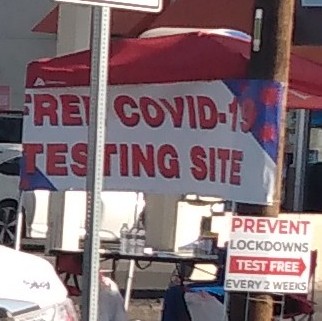 FREE COVID-19
TESTING SITE
PREVENT
LOCKDOWNS
TEST FREE
EVERY 2 WEEKS